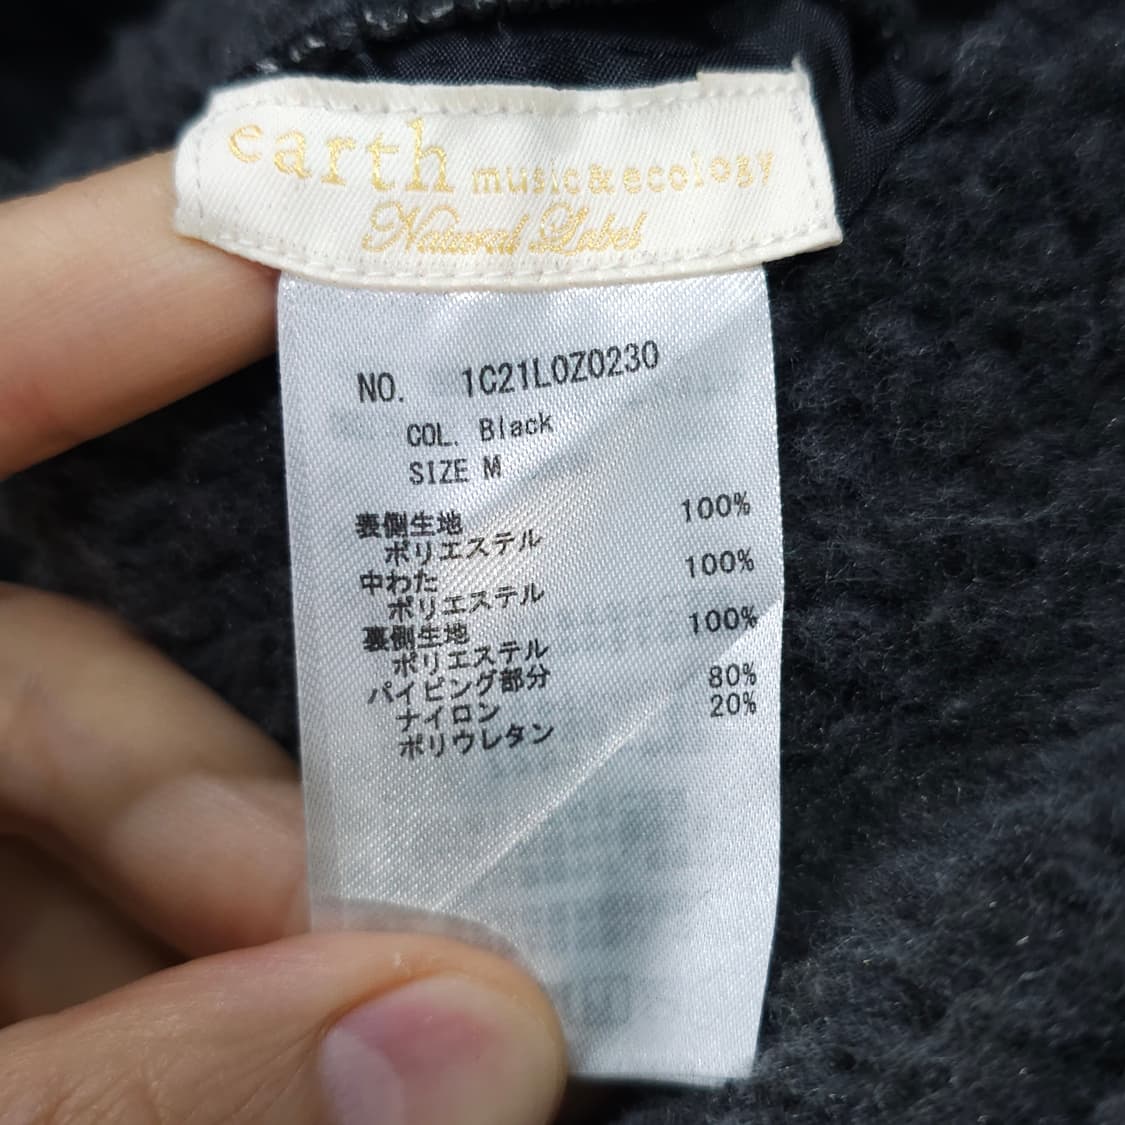 earth music&ecology
Natural Label
NO. 1C21L0Z0230
COL. Black
SIZE M
表側生地
ポリエステル 100%
中わた
ポリエステル 100%
裏側生地
ポリエステル 100%
パイピング部分
ナイロン 80%
ポリウレタン 20%